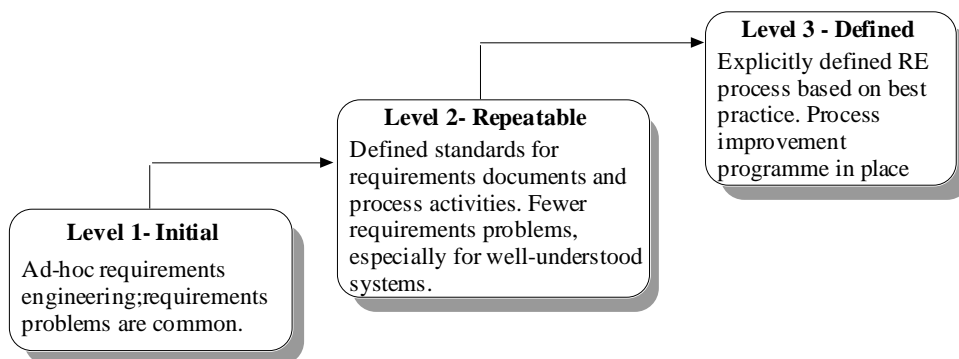 Level 1- Initial
Ad-hoc requirements
engineering;requirements
problems are common.
Level 2- Repeatable
Defined standards for
requirements documents and
process activities. Fewer
requirements problems,
especially for well-understood
systems.
Level 3 - Defined
Explicitly defined RE
process based on best
practice. Process
improvement
programme in place